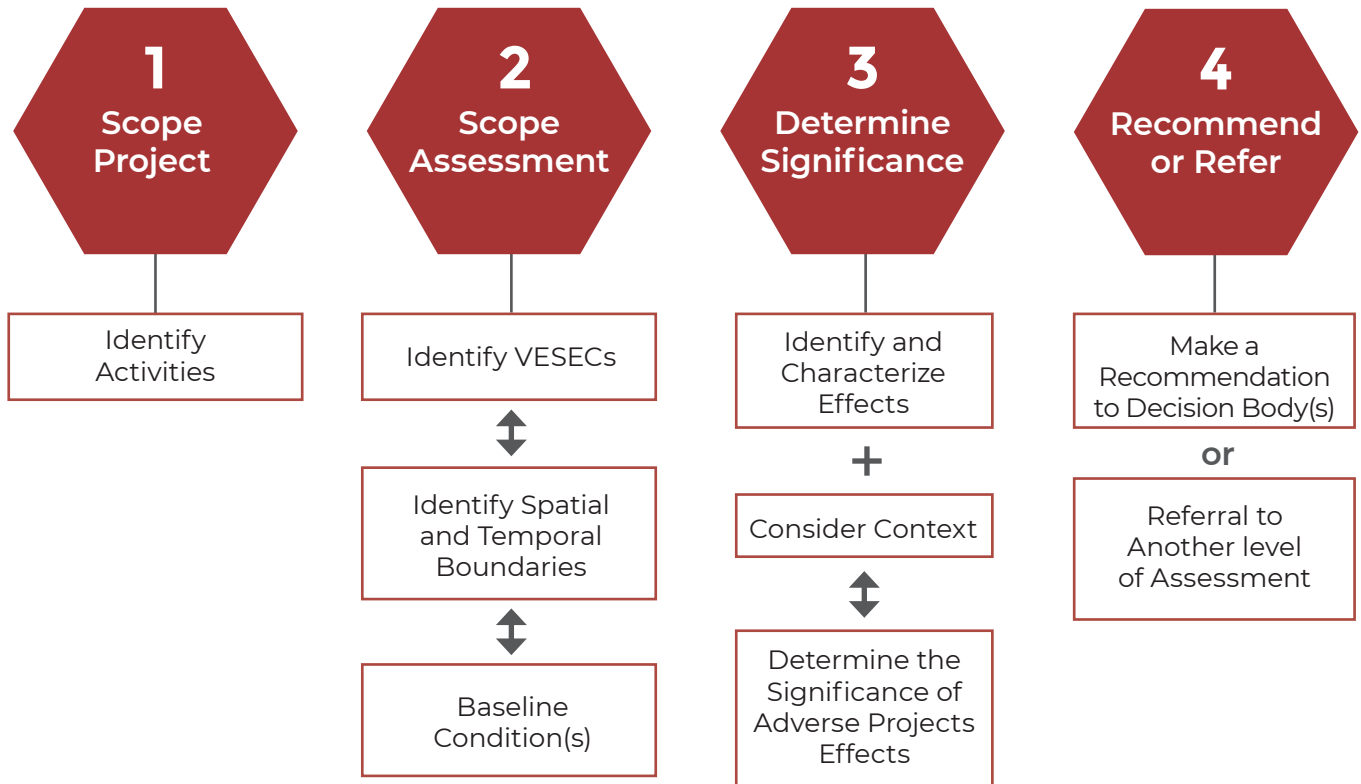 1
Scope
Project
Identify
Activities
2
Scope
Assessment
Identify VESECs
Identify Spatial
and Temporal
Boundaries
Baseline
Condition(s)
3
Determine
Significance
Identify and
Characterize
Effects
+
Consider Context
Determine the
Significance of
Adverse Projects
Effects
4
Recommend
or Refer
Make a
Recommendation
to Decision Body(s)
or
Referral to
Another level
of Assessment